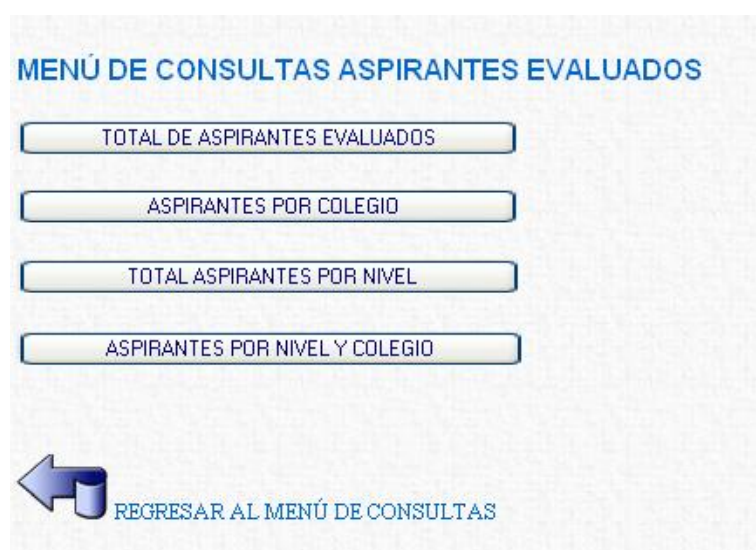 MENÚ DE CONSULTAS ASPIRANTES EVALUADOS
TOTAL DE ASPIRANTES EVALUADOS
ASPIRANTES POR COLEGIO
TOTAL ASPIRANTES POR NIVEL
ASPIRANTES POR NIVEL Y COLEGIO
REGRESAR AL MENÚ DE CONSULTAS